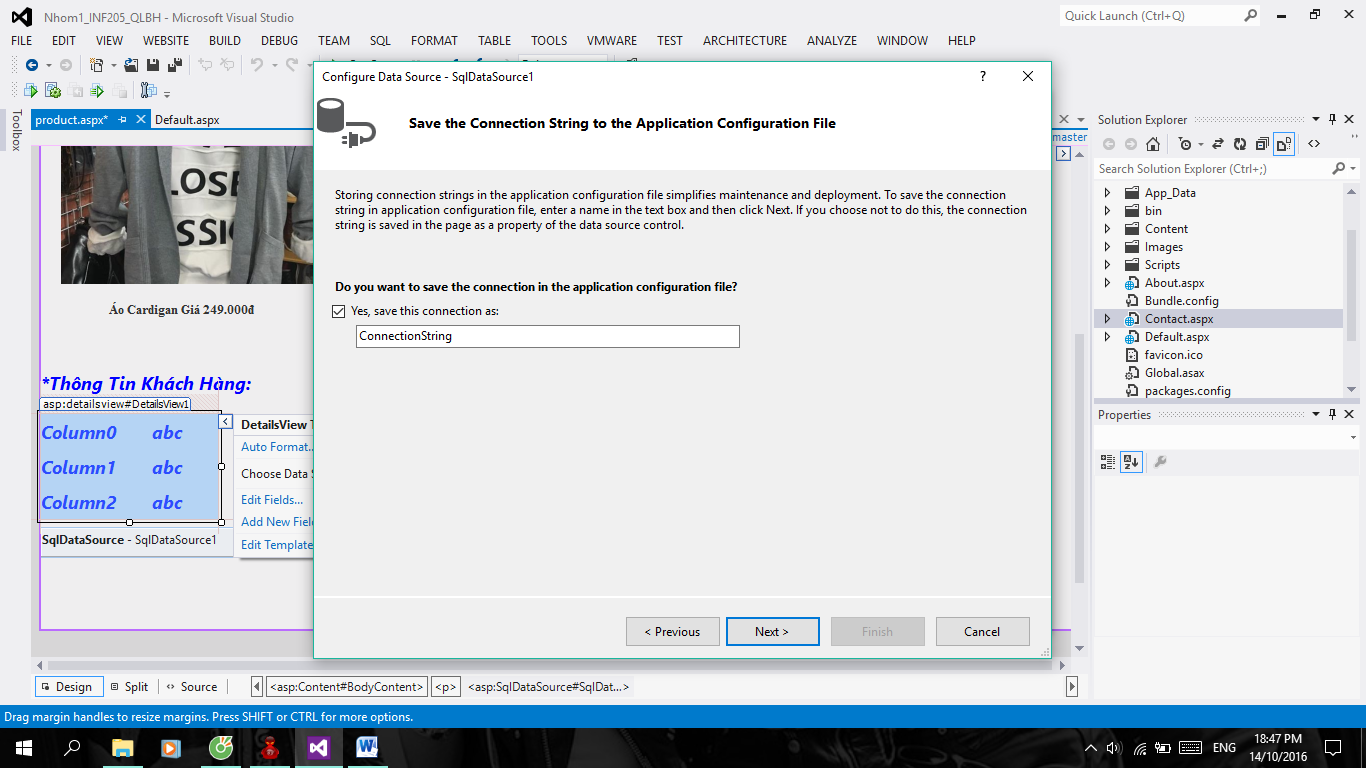 Nhom1_INF205_QLBH - Microsoft Visual Studio
Quick Launch (Ctrl+Q)
FILE EDIT VIEW WEBSITE BUILD DEBUG TEAM SQL FORMAT TABLE TOOLS VMWARE TEST ARCHITECTURE ANALYZE WINDOW HELP
Toolbox
product.aspx*
Default.aspx
master
LOSE
SSI
Áo Cardigan Giá 249.000đ
*Thông Tin Khách Hàng:
asp:detailsview#DetailsView1
Column0 abc
Column1 abc
Column2 abc
SqlDataSource - SqlDataSource1
DetailsView
Auto Format..
Choose Data
Edit Fields...
Add New
Edit Template
Configure Data Source - SqlDataSource1
?
Save the Connection String to the Application Configuration File
Storing connection strings in the application configuration file simplifies maintenance and deployment. To save the connection
string in application configuration file, enter a name in the text box and then click Next. If you choose not to do this, the connection
string is saved in the page as a property of the data source control.
Do you want to save the connection in the application configuration file?
Yes, save this connection as:
ConnectionString
< Previous
Next >
Finish
Cancel
Solution Explorer
Search Solution Explorer (Ctrl+;)
App_Data
bin
Content
Images
Scripts
About.aspx
Bundle.config
Contact.aspx
Default.aspx
favicon.ico
Global.asax
packages.config
Properties
Design
Split
Source
<asp:Content#BodyContent>
<p>
<asp:SqlDataSource#SqlDat...>
Drag margin handles to resize margins. Press SHIFT or CTRL for more options.
ENG
18:47 PM
14/10/2016